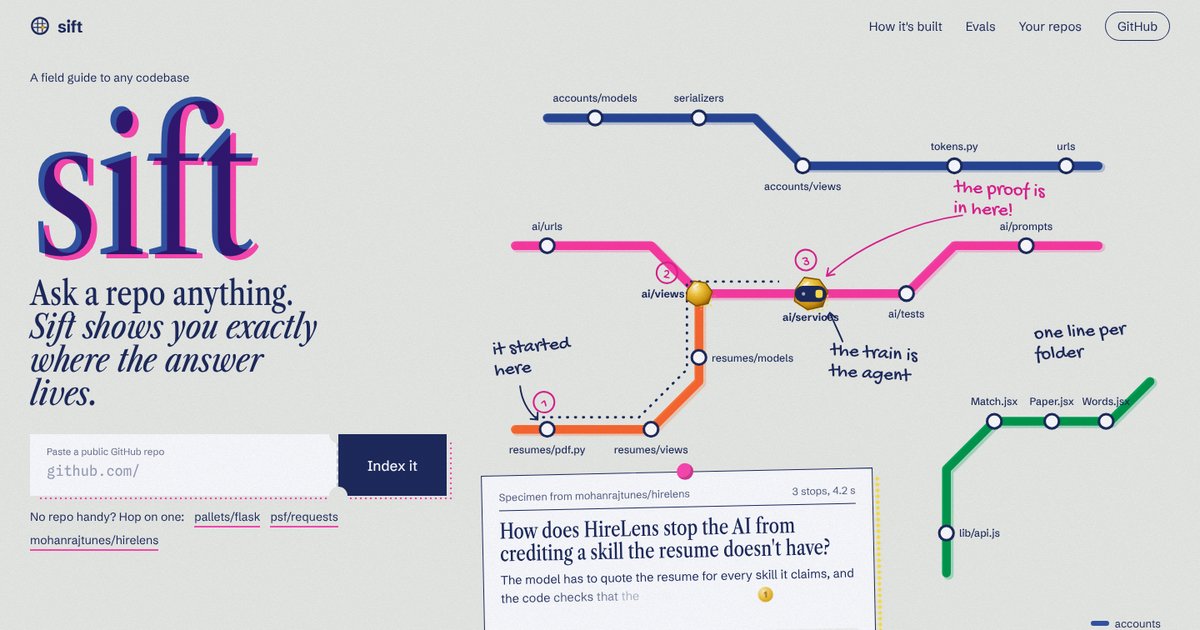 sift
How it's built
Evals
Your repos
GitHub
A field guide to any codebase
sift
Ask a repo anything.
Sift shows you exactly
where the answer
lives.
Paste a public GitHub repo
github.com/
Index it
No repo handy? Hop on one: pallets/flask psf/requests
mohanrajtunes/hirelens
accounts/models
serializers
accounts/views
tokens.py
urls
the proof is
in here!
ai/urls
ai/prompts
3
2
ai/views
ai/services
ai/tests
it started
here
resumes/models
the train is
the agent
one line per
folder
1
resumes/pdf.py
resumes/views
Match.jsx
Paper.jsx
Words.jsx
lib/api.js
Specimen from mohanrajtunes/hirelens
3 stops, 4.2 s
How does HireLens stop the AI from
crediting a skill the resume doesn't have?
The model has to quote the resume for every skill it claims, and
the code checks that the
1
accounts